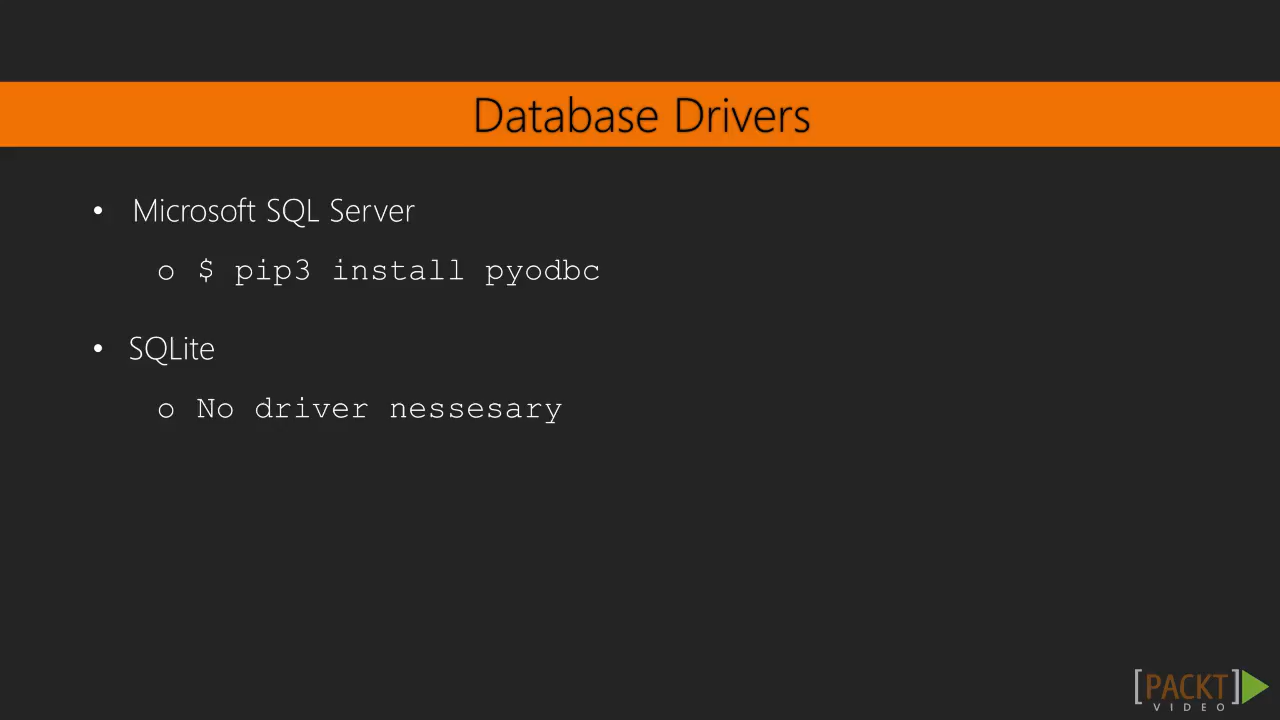 Database Drivers
• Microsoft SQL Server
o $ pip3 install pyodbc
• SQLite
o No driver nessesary
[PACKT]
VIDEO